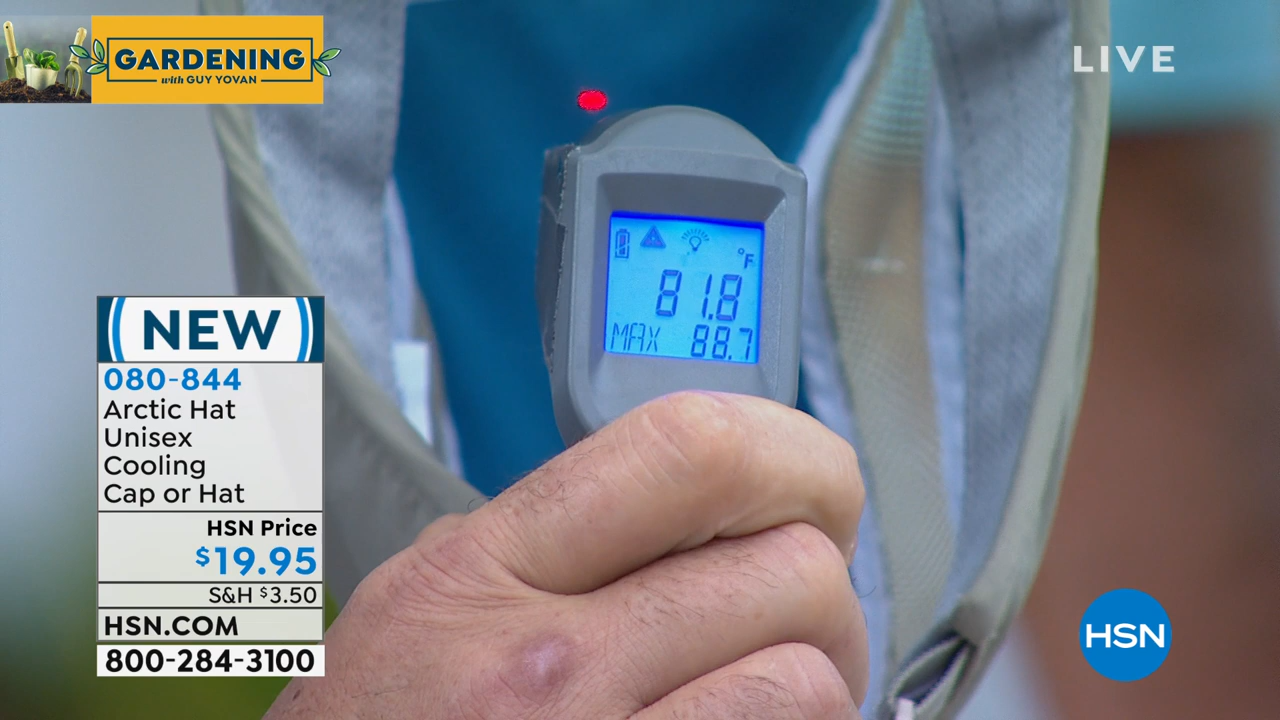 GARDENING
with GUY YOVAN
LIVE
°F
81.8
MAX 88.7
NEW
080-844
Arctic Hat
Unisex
Cooling
Cap or Hat
HSN Price
$19.95
S&H $3.50
HSN.COM
800-284-3100
HSN